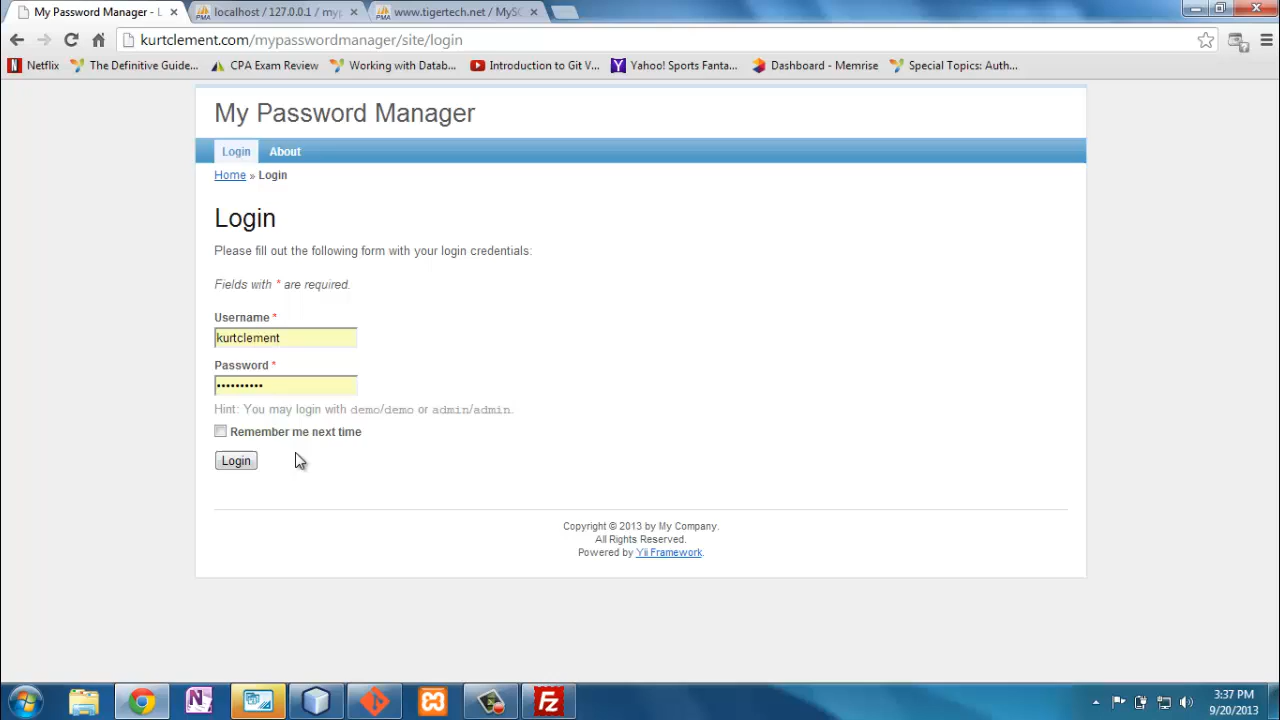 My Password Manager - L
localhost / 127.0.0.1 / myp
www.tigertech.net / MySC
kurtclement.com/mypasswordmanager/site/login
Netflix
The Definitive Guide...
CPA Exam Review
Working with Datab...
Introduction to Git V...
Yahoo! Sports Fanta...
Dashboard - Memrise
Special Topics: Auth...
My Password Manager
Login
About
Home » Login
Login
Please fill out the following form with your login credentials:
Fields with * are required.
Username *
kurtclement
Password *
••••••••••
Hint: You may login with demo/demo or admin/admin.
Remember me next time
Login
Copyright © 2013 by My Company.
All Rights Reserved.
Powered by Yii Framework.
3:37 PM
9/20/2013